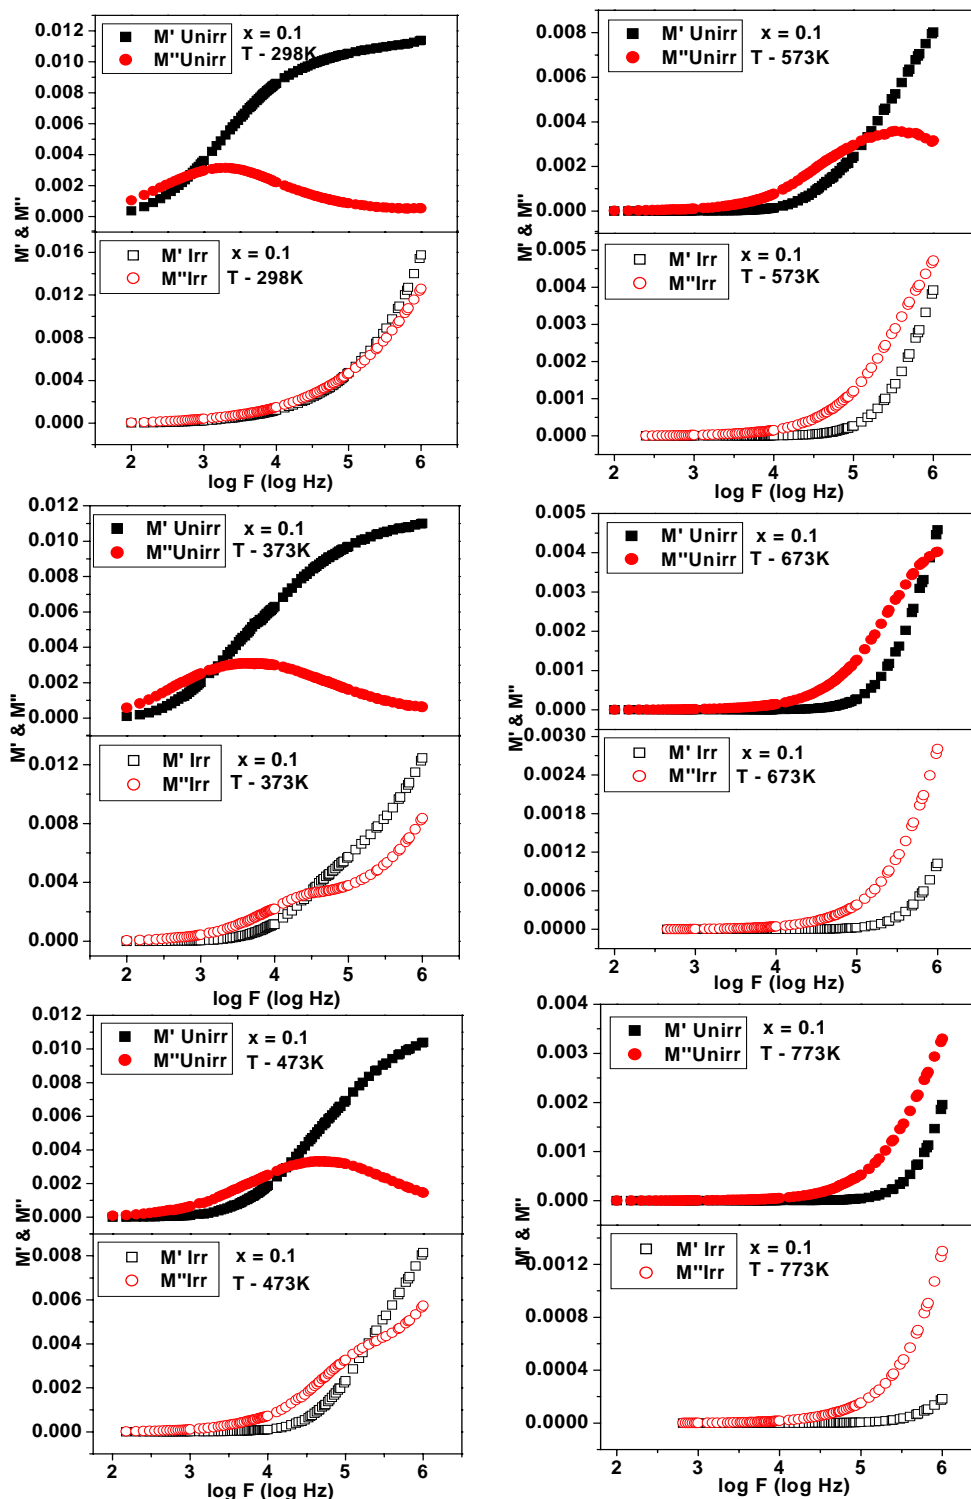 M' Unirr
M''Unirr
x = 0.1
T - 298K
0.012
0.010
0.008
0.006
0.004
0.002
0.000
M' Irr
M''Irr
x = 0.1
T - 298K
0.016
0.012
0.008
0.004
0.000
M' & M''
2 3 4 5 6
log F (log Hz)
M' Unirr
M''Unirr
x = 0.1
T - 573K
0.008
0.006
0.004
0.002
0.000
M' Irr
M''Irr
x = 0.1
T - 573K
0.005
0.004
0.003
0.002
0.001
0.000
M' & M''
2 3 4 5 6
log F (log Hz)
M' Unirr
M''Unirr
x = 0.1
T - 373K
0.012
0.010
0.008
0.006
0.004
0.002
0.000
M' Irr
M''Irr
x = 0.1
T - 373K
0.012
0.008
0.004
0.000
M' & M''
2 3 4 5 6
log F (log Hz)
M' Unirr
M''Unirr
x = 0.1
T - 673K
0.005
0.004
0.003
0.002
0.001
0.000
M' Irr
M''Irr
x = 0.1
T - 673K
0.0030
0.0024
0.0018
0.0012
0.0006
0.0000
M' & M''
2 3 4 5 6
log F (log Hz)
M' Unirr
M''Unirr
x = 0.1
T - 473K
0.012
0.010
0.008
0.006
0.004
0.002
0.000
M' Irr
M''Irr
x = 0.1
T - 473K
0.008
0.006
0.004
0.002
0.000
M' & M''
2 3 4 5 6
log F (log Hz)
M' Unirr
M''Unirr
x = 0.1
T - 773K
0.004
0.003
0.002
0.001
0.000
M' Irr
M''Irr
x = 0.1
T - 773K
0.0012
0.0008
0.0004
0.0000
M' & M''
2 3 4 5 6
log F (log Hz)